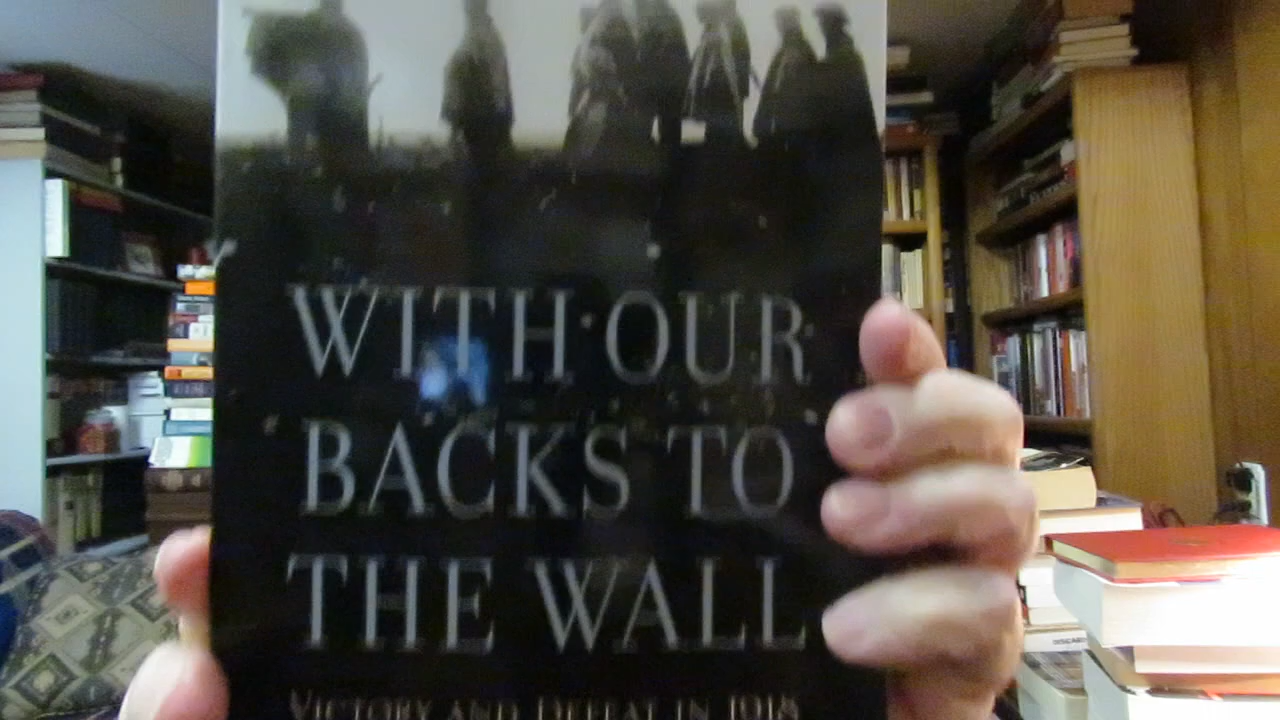 WITH OUR
BACKS TO
THE WALL
VICTORY AND DEFEAT IN 1918